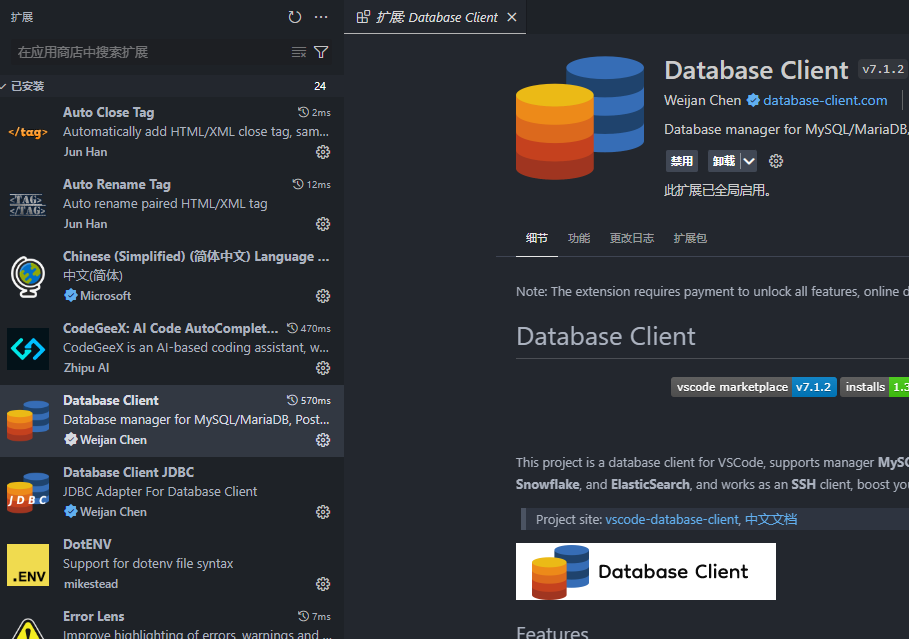 扩展
在应用商店中搜索扩展
已安装 24
Auto Close Tag 2ms
Automatically add HTML/XML close tag, sam...
Jun Han
Auto Rename Tag 12ms
Auto rename paired HTML/XML tag
Jun Han
Chinese (Simplified) (简体中文) Language ...
中文(简体)
Microsoft
CodeGeeX: AI Code AutoComplet... 470ms
CodeGeeX is an AI-based coding assistant, w...
Zhipu AI
Database Client 570ms
Database manager for MySQL/MariaDB, Post...
Weijan Chen
Database Client JDBC
JDBC Adapter For Database Client
Weijan Chen
DotENV
Support for dotenv file syntax
mikestead
Error Lens 7ms
Improve highlighting of errors, warnings and ...
</tag>
<TAG>
</TAG>
JDBC
.ENV
扩展: Database Client
Database Client v7.1.2
Weijan Chen database-client.com
Database manager for MySQL/MariaDB,
禁用 卸载
此扩展已全局启用。
细节 功能 更改日志 扩展包
Note: The extension requires payment to unlock all features, online
Database Client
vscode marketplace v7.1.2 installs 1.3
This project is a database client for VSCode, supports manager MySQ
Snowflake, and ElasticSearch, and works as an SSH client, boost you
Project site: vscode-database-client, 中文文档
Database Client
Features